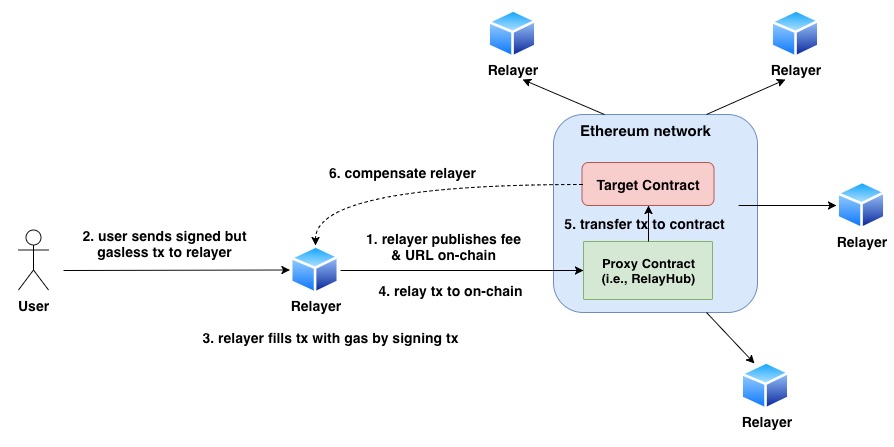 Relayer
Relayer
Ethereum network
6. compensate relayer
Target Contract
Relayer
2. user sends signed but
gasless tx to relayer
1. relayer publishes fee
& URL on-chain
5. transfer tx to contract
Proxy Contract
(i.e., RelayHub)
User
Relayer
4. relay tx to on-chain
3. relayer fills tx with gas by signing tx
Relayer